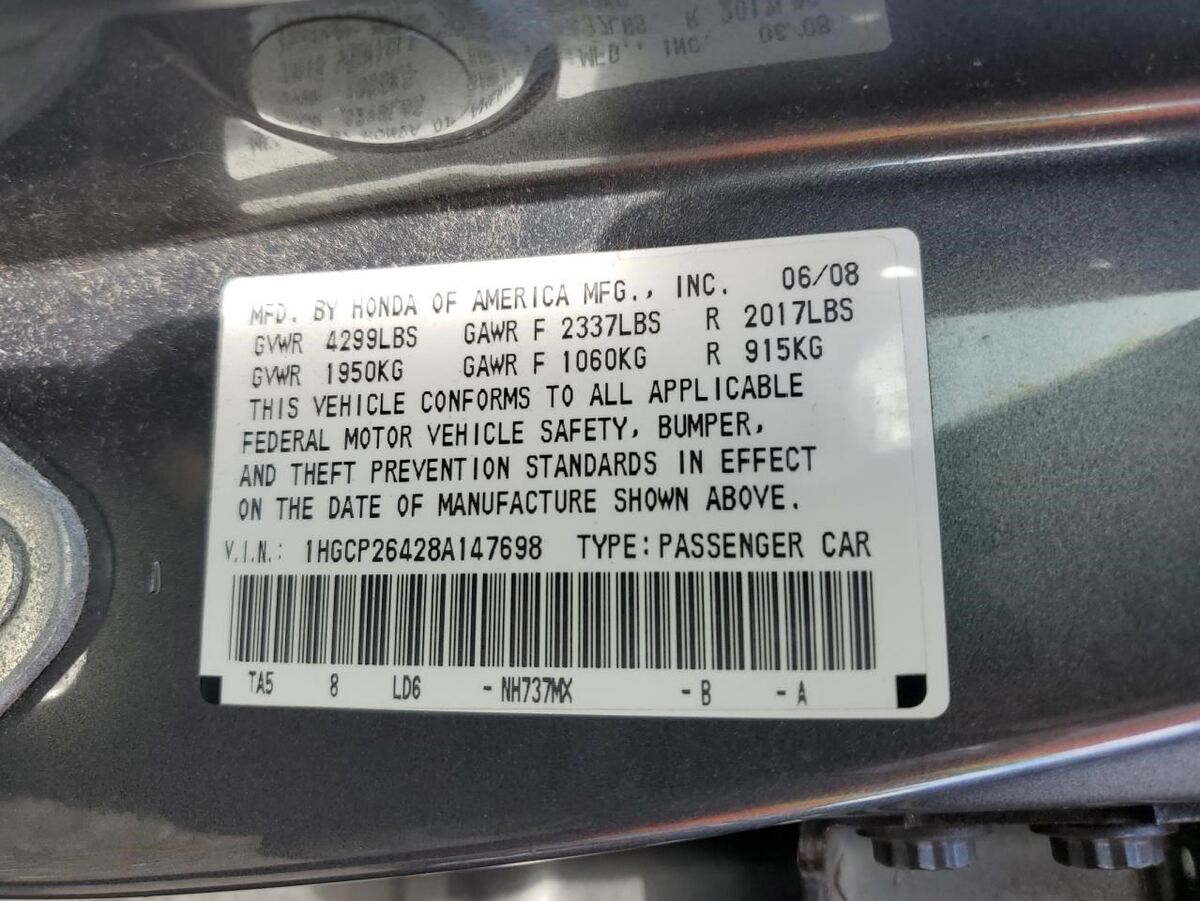 MFD. BY HONDA OF AMERICA MFG., INC. 06/08
GVWR 4299LBS GAWR F 2337LBS R 2017LBS
GVWR 1950KG GAWR F 1060KG R 915KG
THIS VEHICLE CONFORMS TO ALL APPLICABLE
FEDERAL MOTOR VEHICLE SAFETY, BUMPER,
AND THEFT PREVENTION STANDARDS IN EFFECT
ON THE DATE OF MANUFACTURE SHOWN ABOVE.
V.I.N.: 1HGCP26428A147698 TYPE: PASSENGER CAR
TA5 8 LD6 -NH737MX -B -A